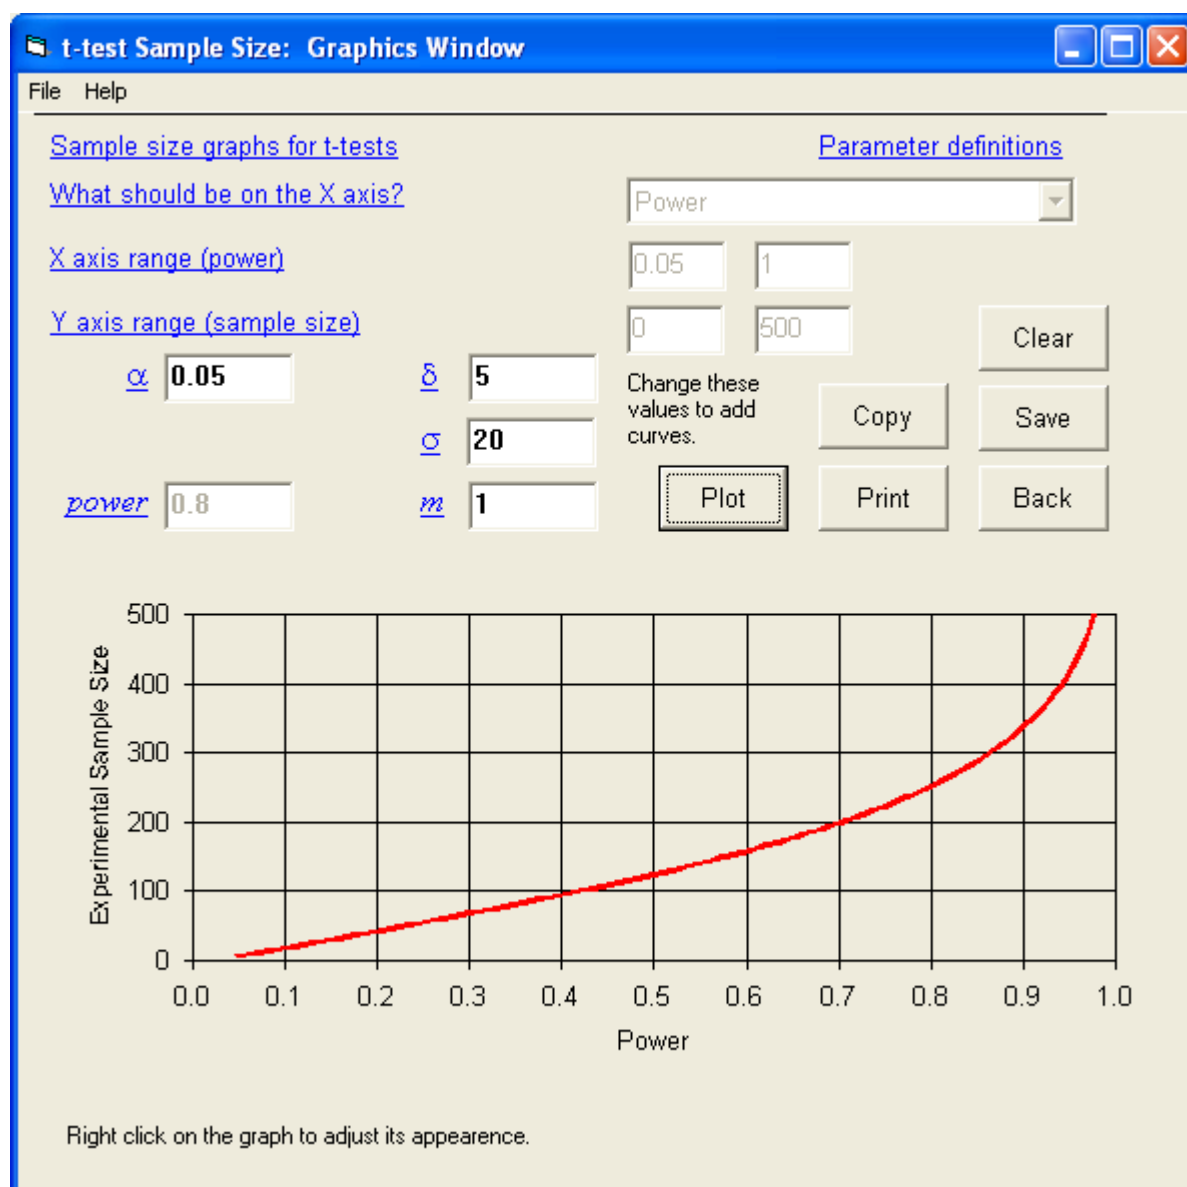 t-test Sample Size: Graphics Window
File Help
Sample size graphs for t-tests Parameter definitions
What should be on the X axis? Power
X axis range (power) 0.05 1
Y axis range (sample size) 0 500 Clear
α 0.05 δ 5
Change these
values to add
curves.
σ 20 Copy Save
power 0.8 m 1 Plot Print Back
500
400
300
200
100
0
Experimental Sample Size
0.0 0.1 0.2 0.3 0.4 0.5 0.6 0.7 0.8 0.9 1.0
Power
Right click on the graph to adjust its appearence.